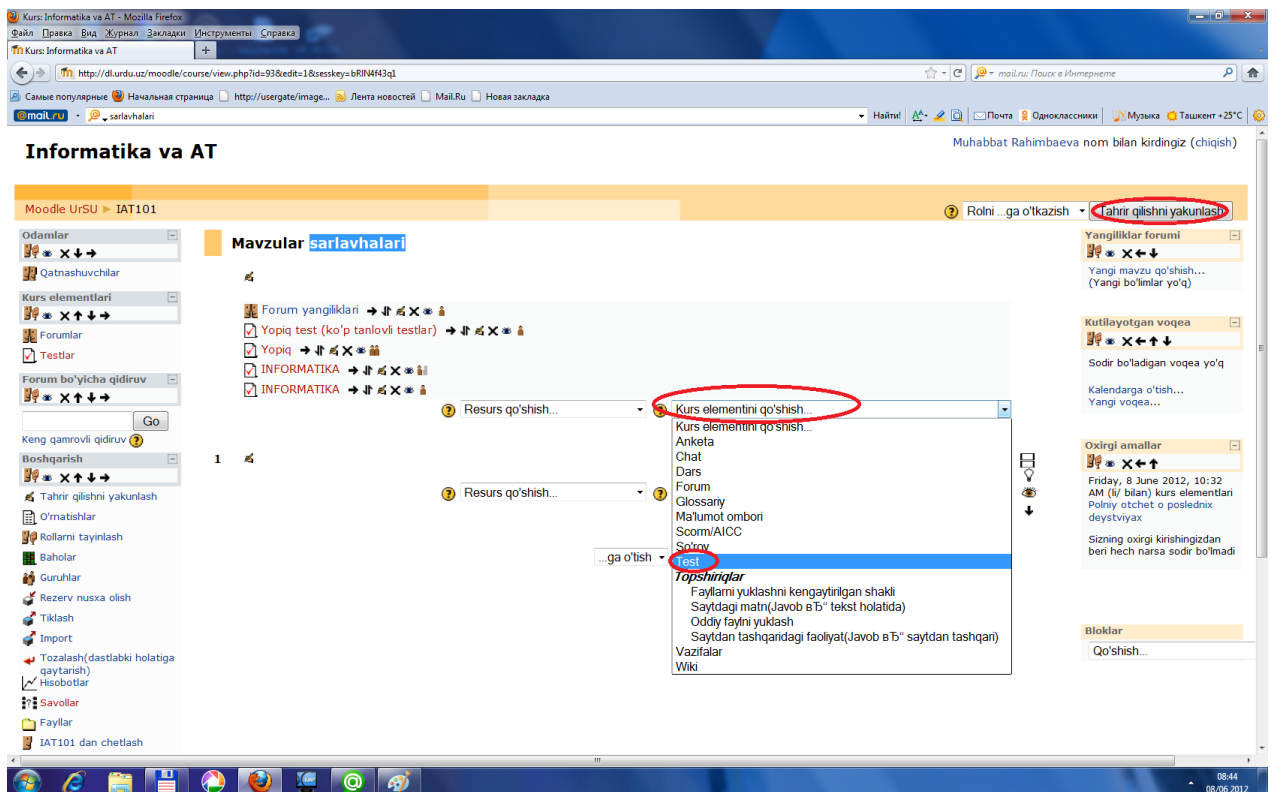 Kurs: Informatika va AT - Mozilla Firefox
Файл Правка Вид Журнал Закладки Инструменты Справка
Kurs: Informatika va AT
http://dl.urdu.uz/moodle/course/view.php?id=93&edit=1&sesskey=bRIN4f43q1
mail.ru: Поиск в Интернете
Самые популярные Начальная страница http://usergate/image... Лента новостей Mail.Ru Новая закладка
@mail.ru sarlavhalari Найти! Почта Одноклассники Музыка Ташкент +25°C
Informatika va AT
Muhabbat Rahimbaeva nom bilan kirdingiz (chiqish)
Moodle UrSU ► IAT101
Rolni ...ga o'tkazish
Tahrir qilishni yakunlash
Odamlar
Qatnashuvchilar
Kurs elementlari
Forumlar
Testlar
Forum bo'yicha qidiruv
Go
Keng qamrovli qidiruv
Boshqarish
Tahrir qilishni yakunlash
O'rnatishlar
Rollarni tayinlash
Baholar
Guruhlar
Rezerv nusxa olish
Tiklash
Import
Tozalash(dastlabki holatiga
qaytarish)
Hisobotlar
Savollar
Fayllar
IAT101 dan chetlash
Mavzular sarlavhalari
Forum yangiliklari
Yopiq test (ko'p tanlovli testlar)
Yopiq
INFORMATIKA
INFORMATIKA
Resurs qo'shish...
Kurs elementini qo'shish...
Kurs elementini qo'shish...
Anketa
Chat
Dars
Forum
Glossariy
Ma'lumot ombori
Scorm/AICC
So'rov
Test
Topshiriqlar
Fayllarni yuklashni kengaytirilgan shakli
Saytdagi matn(Javob вЂ“ tekst holatida)
Oddiy faylni yuklash
Saytdan tashqaridagi faoliyat(Javob вЂ“ saytdan tashqari)
Vazifalar
Wiki
1
Resurs qo'shish...
...ga o'tish
Yangiliklar forumi
Yangi mavzu qo'shish...
(Yangi bo'limlar yo'q)
Kutilayotgan voqea
Sodir bo'ladigan voqea yo'q
Kalendarga o'tish...
Yangi voqea...
Oxirgi amallar
Friday, 8 June 2012, 10:32
AM (li/ bilan) kurs elementlari
Polniy otchet o poslednix
deystviyax
Sizning oxirgi kirishingizdan
beri hech narsa sodir bo'lmadi
Bloklar
Qo'shish...
08:44
08/06/2012